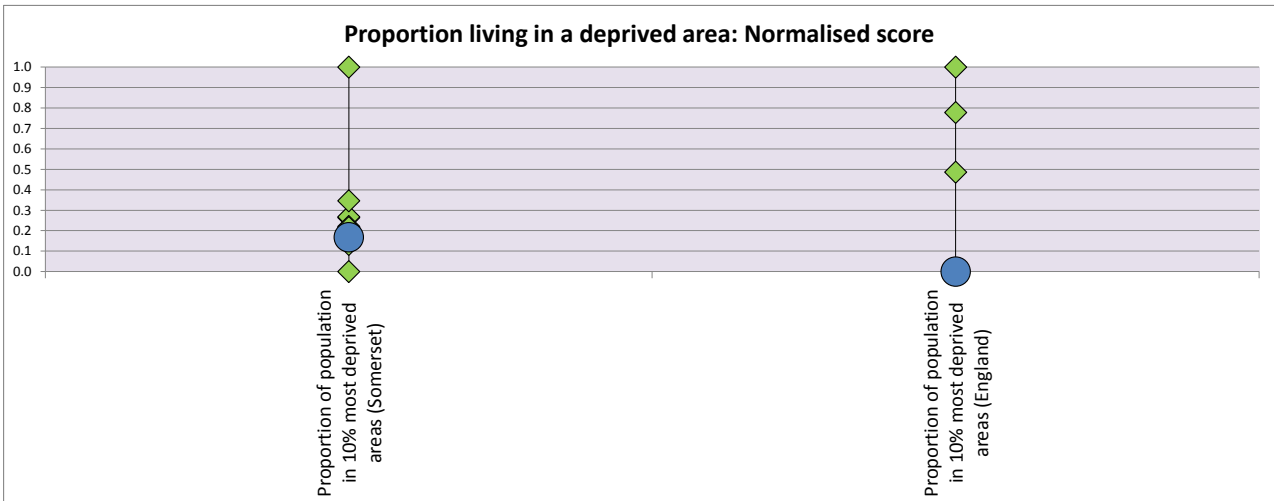 Proportion living in a deprived area: Normalised score
1.0
0.9
0.8
0.7
0.6
0.5
0.4
0.3
0.2
0.1
0.0
Proportion of population
in 10% most deprived
areas (Somerset)
Proportion of population
in 10% most deprived
areas (England)